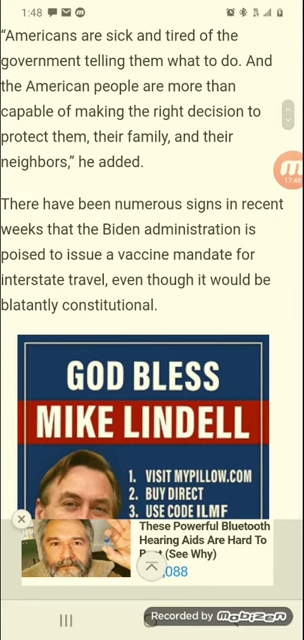 1:48
“Americans are sick and tired of the
government telling them what to do. And
the American people are more than
capable of making the right decision to
protect them, their family, and their
neighbors,” he added.
17:40
There have been numerous signs in recent
weeks that the Biden administration is
poised to issue a vaccine mandate for
interstate travel, even though it would be
blatantly constitutional.
GOD BLESS
MIKE LINDELL
1. VISIT MYPILLOW.COM
2. BUY DIRECT
3. USE CODE ILMF
These Powerful Bluetooth
Hearing Aids Are Hard To
(See Why)
,088
Recorded by Mobizen